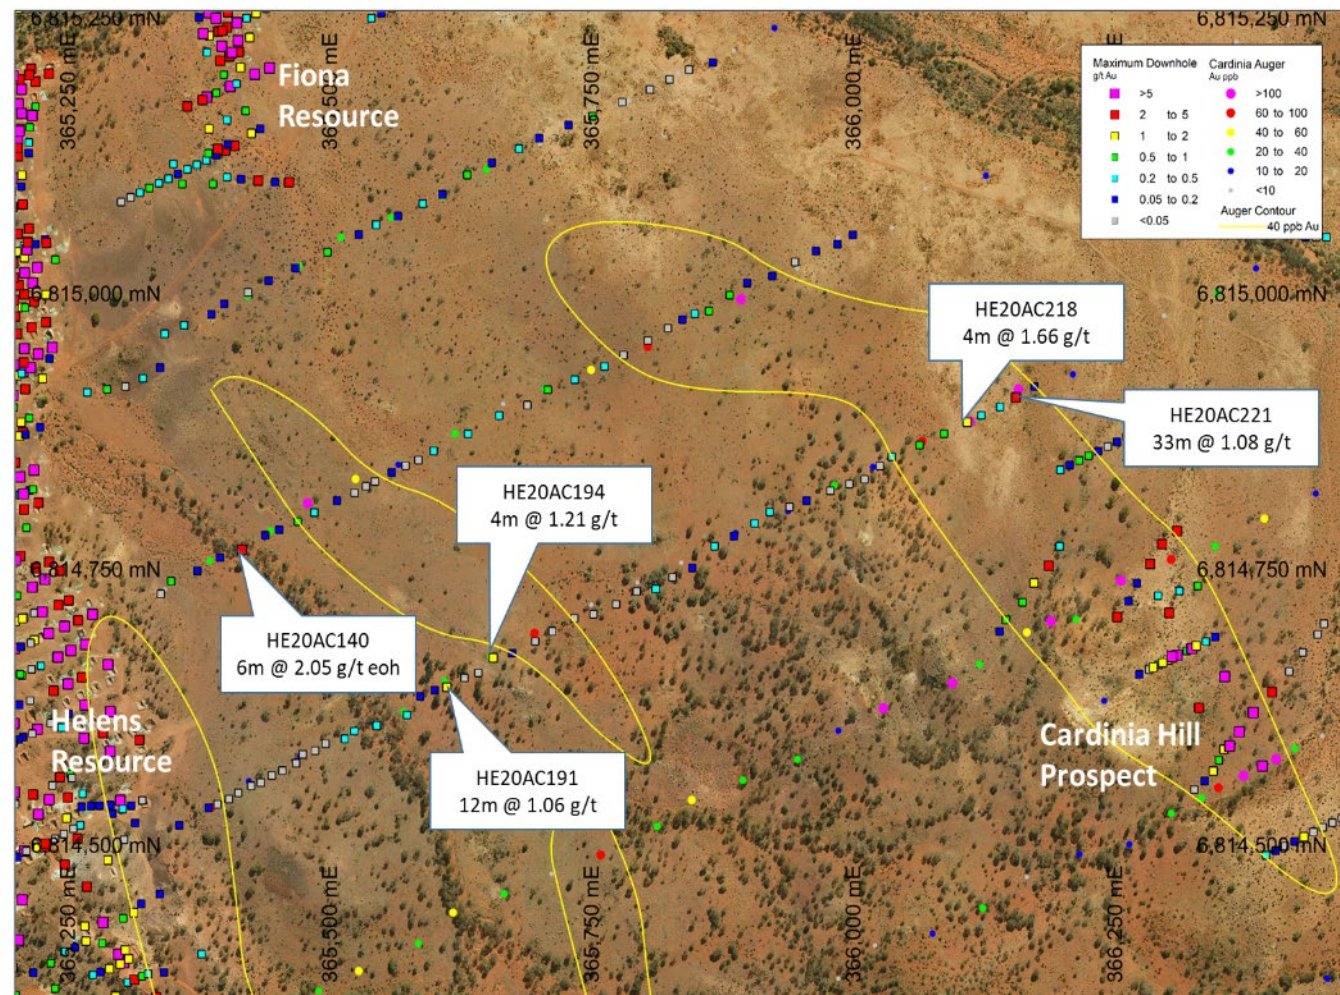 6,815,250 mN
6,815,250 mN
365,250 mE
365,500 mE
365,750 mE
366,000 mE
366,250 mE
Fiona
Resource
Maximum Downhole
g/t Au
>5
2 to 5
1 to 2
0.5 to 1
0.2 to 0.5
0.05 to 0.2
<0.05
Cardinia Auger
Au ppb
>100
60 to 100
40 to 60
20 to 40
10 to 20
<10
Auger Contour
40 ppb Au
6,815,000 mN
6,815,000 mN
HE20AC218
4m @ 1.66 g/t
HE20AC221
33m @ 1.08 g/t
HE20AC194
4m @ 1.21 g/t
6,814,750 mN
6,814,750 mN
HE20AC140
6m @ 2.05 g/t eoh
Helens
Resource
Cardinia Hill
Prospect
HE20AC191
12m @ 1.06 g/t
6,814,500 mN
6,814,500 mN
365,250 mE
365,500 mE
365,750 mE
366,000 mE
366,250 mE